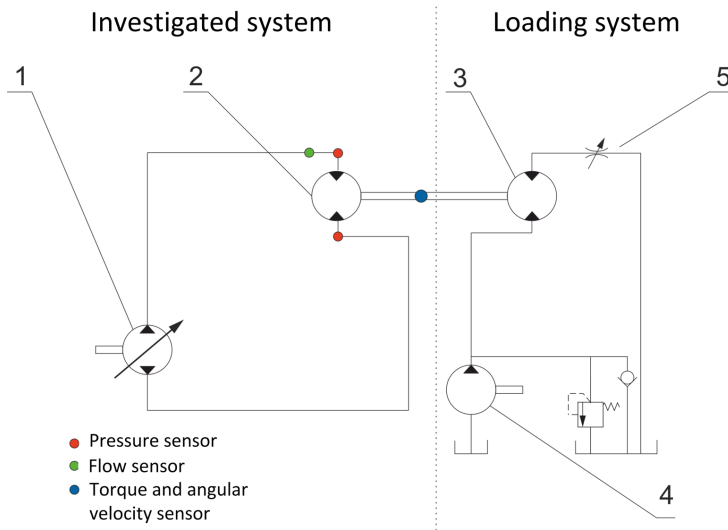 Investigated system
Loading system
1
2
3
5
4
Pressure sensor
Flow sensor
Torque and angular
velocity sensor